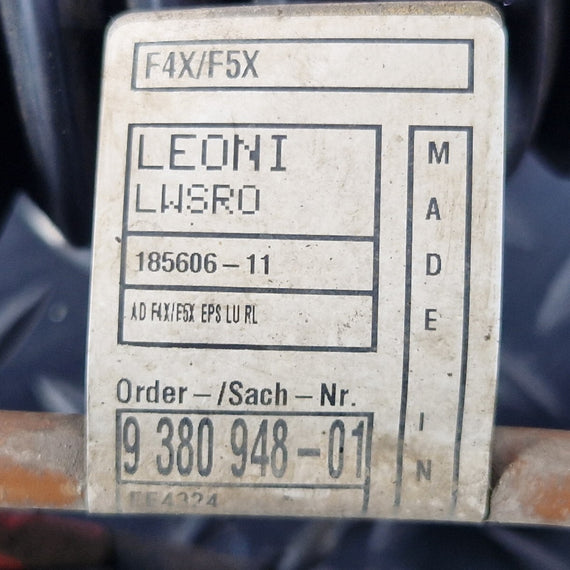 F4X/F5X
LEONI
LWSRO
185606-11
AD F4X/F5X EPS LU RL
Order-/Sach-Nr.
9 380 948-01
MADE IN